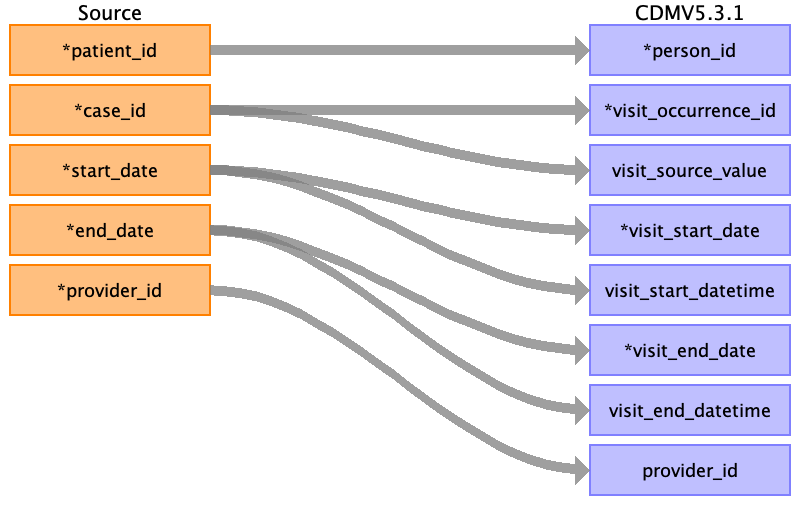 Source
CDMV5.3.1
*patient_id
*person_id
*case_id
*visit_occurrence_id
*start_date
visit_source_value
*end_date
*visit_start_date
*provider_id
visit_start_datetime
*visit_end_date
visit_end_datetime
provider_id